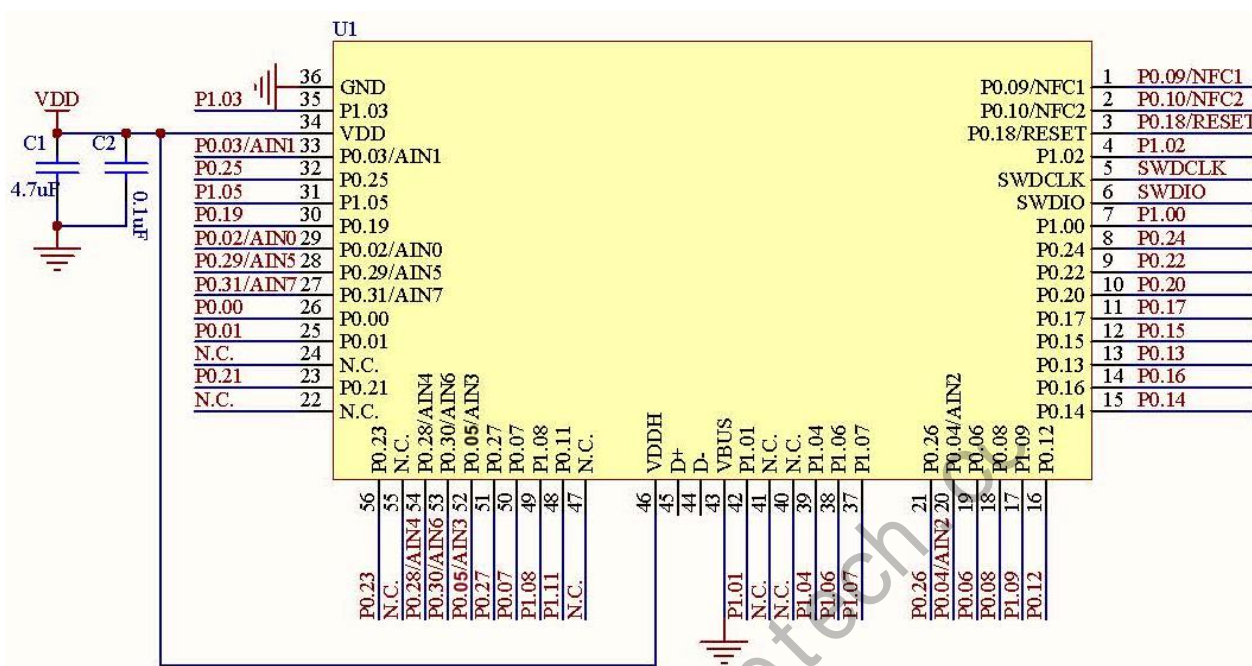 U1
VDD
C1
4.7uF
C2
0.1uF
36 GND
P1.03 35 P1.03
34 VDD
P0.03/AIN1 33 P0.03/AIN1
P0.25 32 P0.25
P1.05 31 P1.05
P0.19 30 P0.19
P0.02/AIN0 29 P0.02/AIN0
P0.29/AIN5 28 P0.29/AIN5
P0.31/AIN7 27 P0.31/AIN7
P0.00 26 P0.00
P0.01 25 P0.01
N.C. 24 N.C.
P0.21 23 P0.21
N.C. 22 N.C.
P0.09/NFC1 1 P0.09/NFC1
P0.10/NFC2 2 P0.10/NFC2
P0.18/RESET 3 P0.18/RESET
P1.02 4 P1.02
SWDCLK 5 SWDCLK
SWDIO 6 SWDIO
P1.00 7 P1.00
P0.24 8 P0.24
P0.22 9 P0.22
P0.20 10 P0.20
P0.17 11 P0.17
P0.15 12 P0.15
P0.13 13 P0.13
P0.16 14 P0.16
P0.14 15 P0.14
P0.23 56 P0.23
N.C. 55 N.C.
P0.28/AIN4 54 P0.28/AIN4
P0.30/AIN6 53 P0.30/AIN6
P0.05/AIN3 52 P0.05/AIN3
P0.27 51 P0.27
P0.07 50 P0.07
P1.08 49 P1.08
P0.11 48 P1.11
N.C. 47 N.C.
VDDH 46
D+ 45
D- 44
VBUS 43
P1.01 42 P1.01
N.C. 41 N.C.
N.C. 40 N.C.
P1.04 39 P1.04
P1.06 38 P1.06
P1.07 37 P1.07
P0.26 21 P0.26
P0.04/AIN2 20 P0.04/AIN2
P0.06 19 P0.06
P0.08 18 P0.08
P1.09 17 P1.09
P0.12 16 P0.12